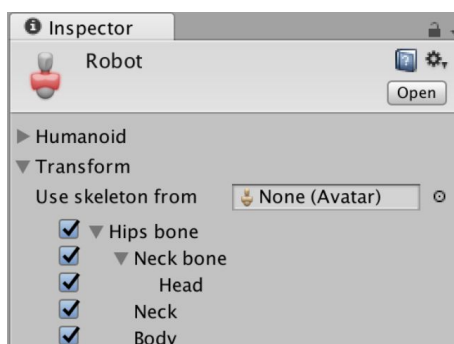 Inspector
Robot
Open
Humanoid
Transform
Use skeleton from None (Avatar)
Hips bone
Neck bone
Head
Neck
Body